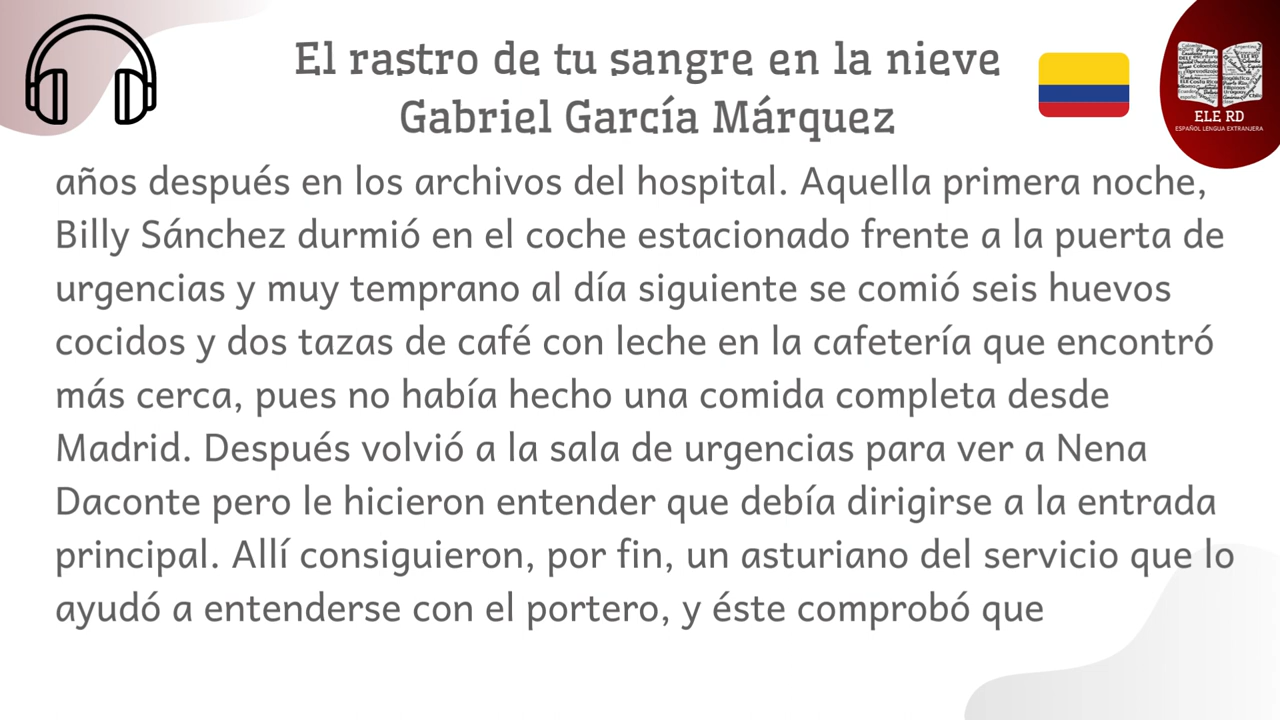 El rastro de tu sangre en la nieve
Gabriel García Márquez
ELE RD
ESPAÑOL LENGUA EXTRANJERA
años después en los archivos del hospital. Aquella primera noche,
Billy Sánchez durmió en el coche estacionado frente a la puerta de
urgencias y muy temprano al día siguiente se comió seis huevos
cocidos y dos tazas de café con leche en la cafetería que encontró
más cerca, pues no había hecho una comida completa desde
Madrid. Después volvió a la sala de urgencias para ver a Nena
Daconte pero le hicieron entender que debía dirigirse a la entrada
principal. Allí consiguieron, por fin, un asturiano del servicio que lo
ayudó a entenderse con el portero, y éste comprobó que